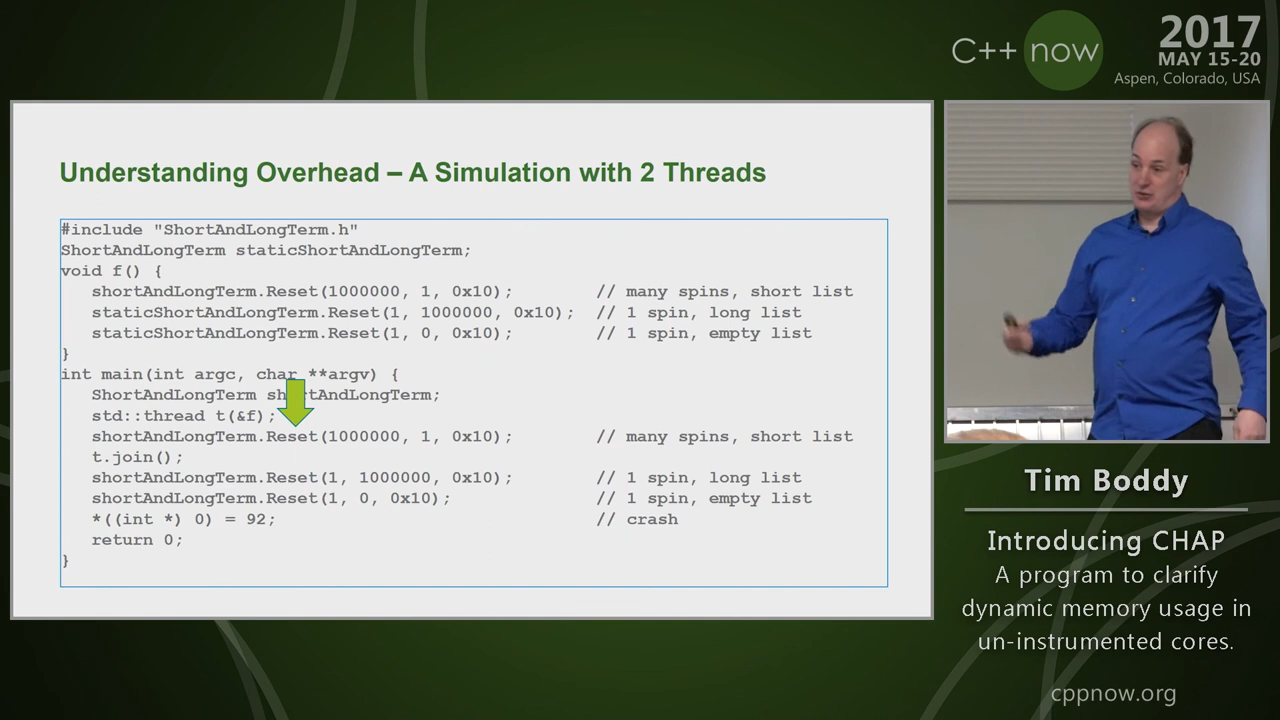 C++ now
2017
MAY 15-20
Aspen, Colorado, USA
Understanding Overhead – A Simulation with 2 Threads
#include "ShortAndLongTerm.h"
ShortAndLongTerm staticShortAndLongTerm;
void f() {
shortAndLongTerm.Reset(1000000, 1, 0x10); // many spins, short list
staticShortAndLongTerm.Reset(1, 1000000, 0x10); // 1 spin, long list
staticShortAndLongTerm.Reset(1, 0, 0x10); // 1 spin, empty list
}
int main(int argc, char **argv) {
ShortAndLongTerm shortAndLongTerm;
std::thread t(&f);
shortAndLongTerm.Reset(1000000, 1, 0x10); // many spins, short list
t.join();
shortAndLongTerm.Reset(1, 1000000, 0x10); // 1 spin, long list
shortAndLongTerm.Reset(1, 0, 0x10); // 1 spin, empty list
*((int *) 0) = 92; // crash
return 0;
}
Tim Boddy
Introducing CHAP
A program to clarify
dynamic memory usage in
un-instrumented cores.
cppnow.org